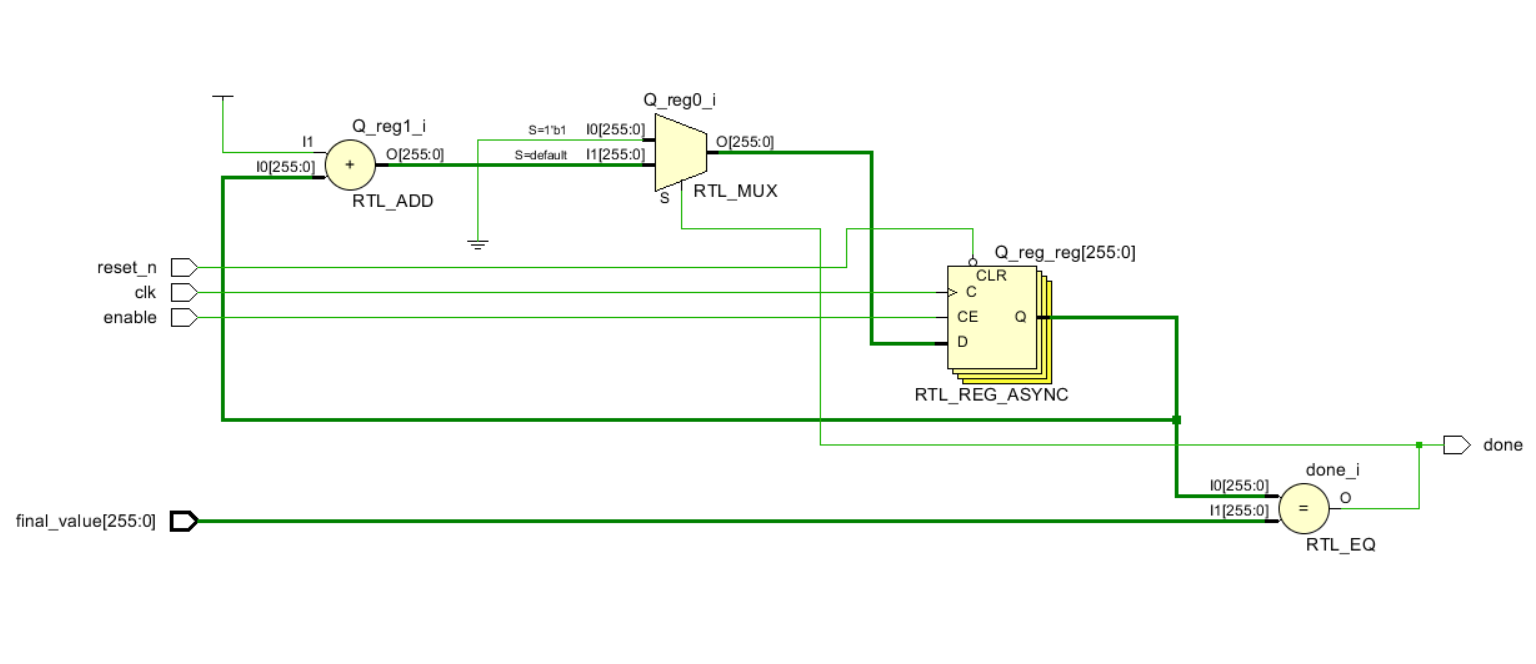 Q_reg0_i
Q_reg1_i
S=1'b1 I0[255:0]
I1 O[255:0] S=default I1[255:0] O[255:0]
I0[255:0] +
RTL_ADD S RTL_MUX
Q_reg_reg[255:0]
reset_n
CLR
clk C
enable CE Q
D
RTL_REG_ASYNC
done
done_i
I0[255:0] O
final_value[255:0] I1[255:0] =
RTL_EQ